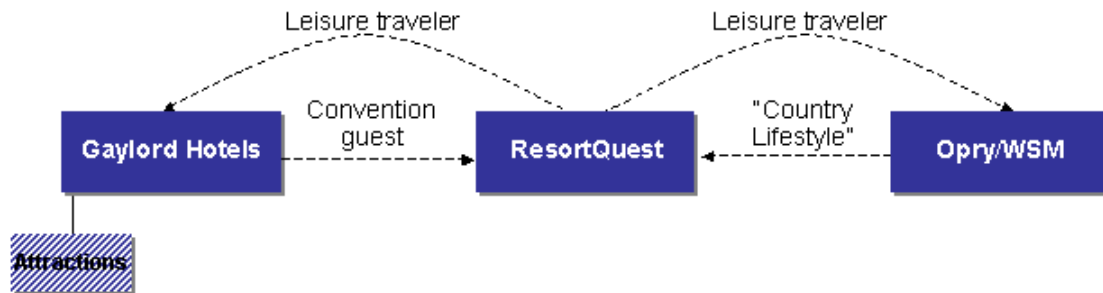 Leisure traveler
Leisure traveler
Convention
guest
"Country
Lifestyle"
Gaylord Hotels
ResortQuest
Opry/WSM
Attractions